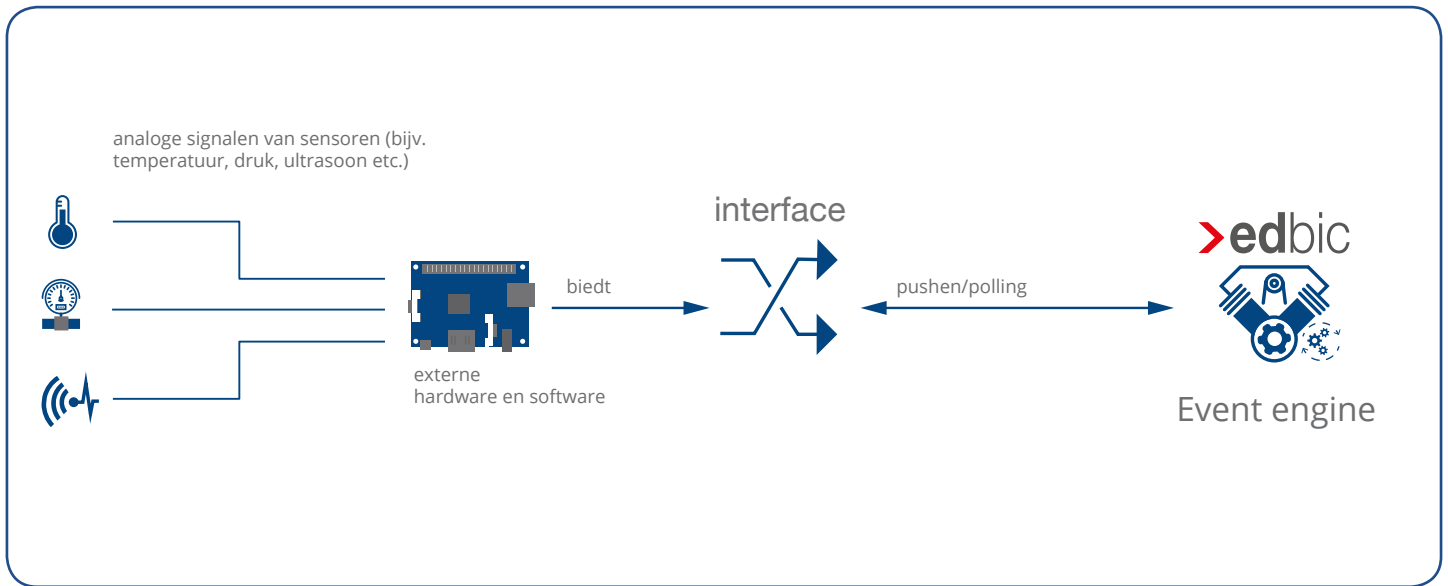 analoge signalen van sensoren (bijv.
temperatuur, druk, ultrasoon etc.)
interface
edbic
biedt
pushen/polling
externe
hardware en software
Event engine